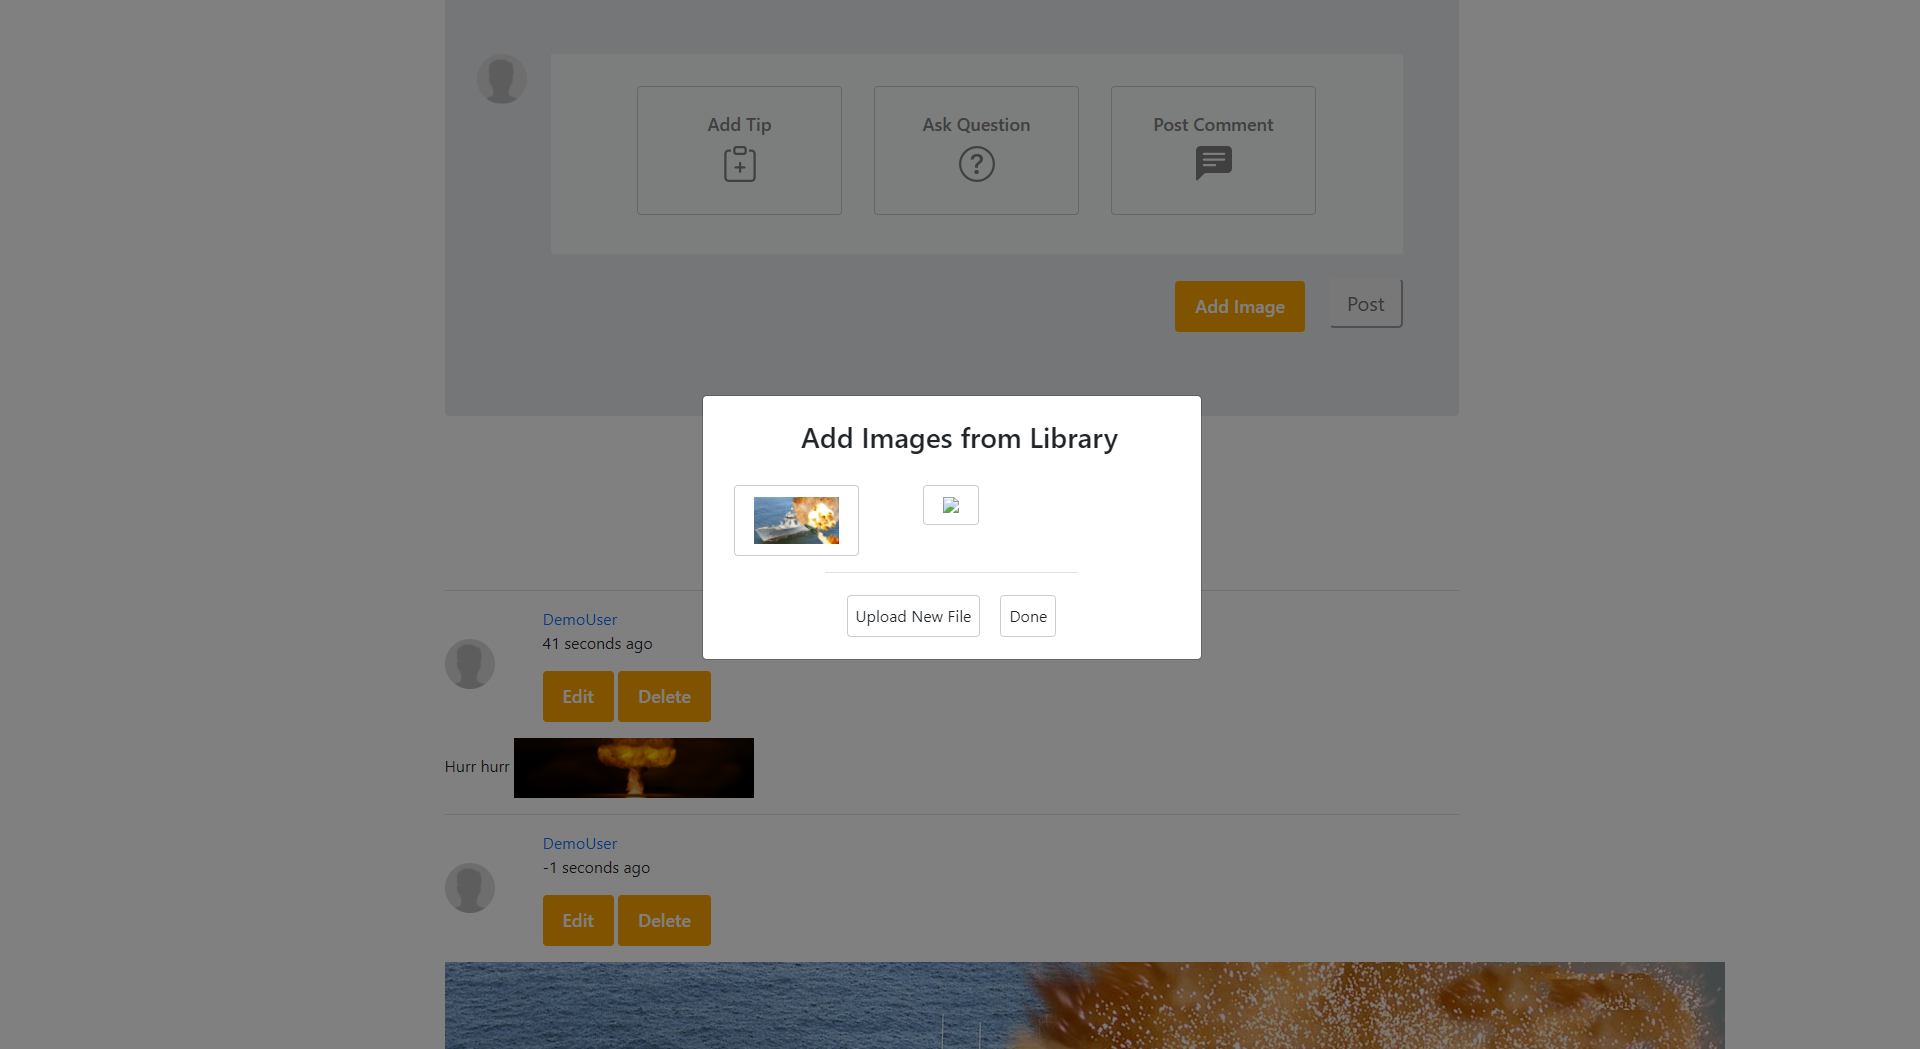 Add Tip
Ask Question
Post Comment
Add Image
Post
Add Images from Library
Upload New File
Done
DemoUser
41 seconds ago
Edit
Delete
Hurr hurr
DemoUser
-1 seconds ago
Edit
Delete